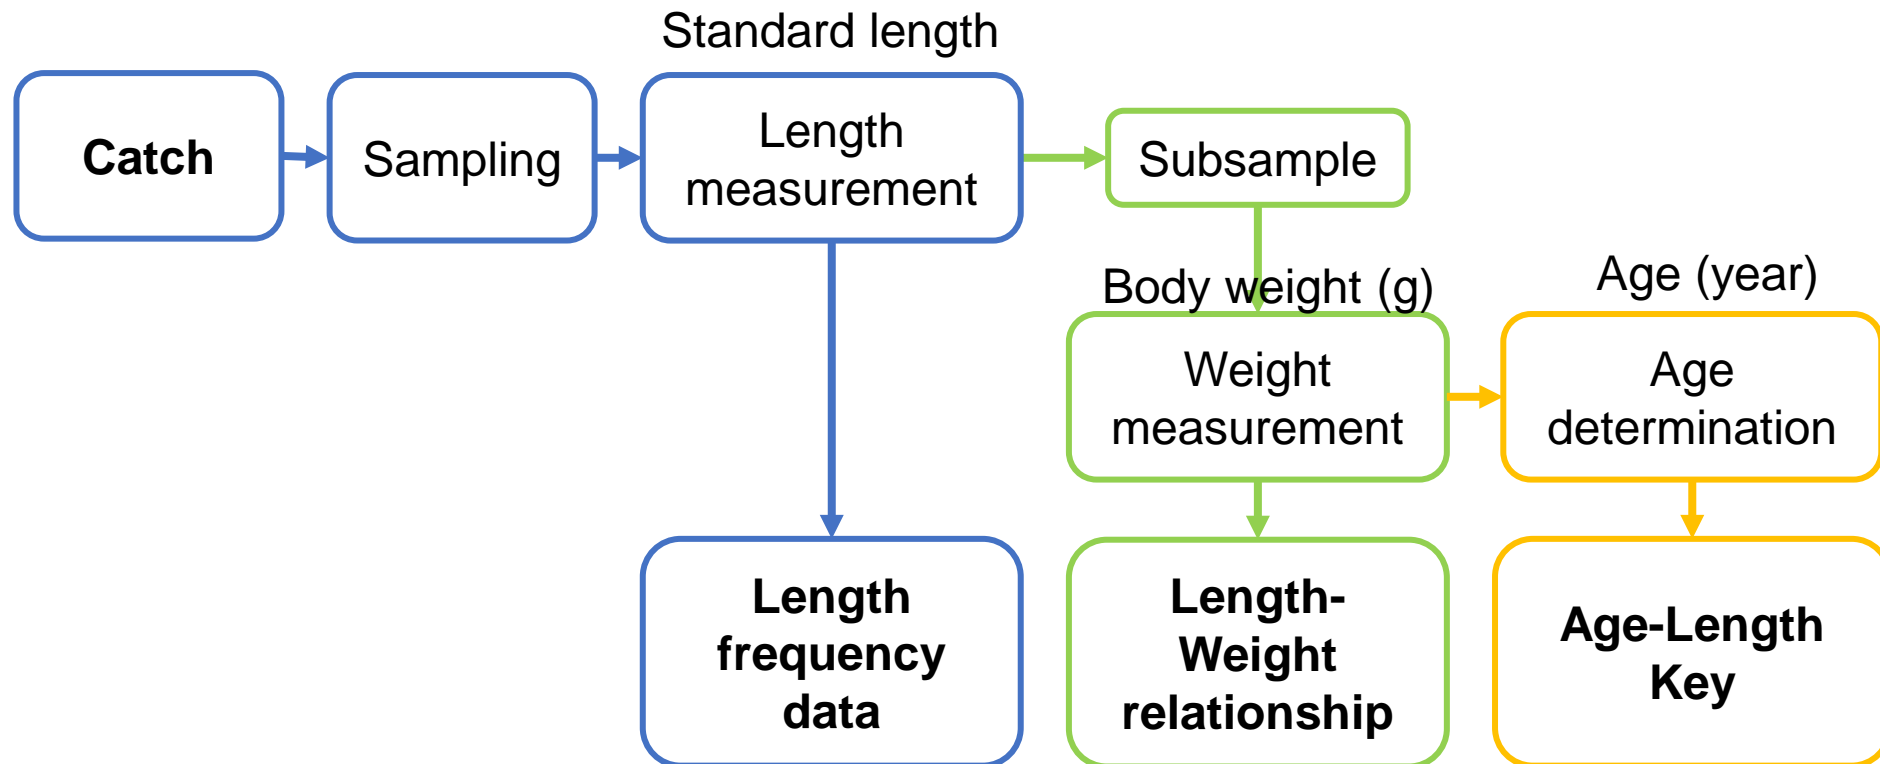 Standard length
Catch
Sampling
Length
measurement
Subsample
Body weight (g)
Age (year)
Weight
measurement
Age
determination
Length
frequency
data
Length-
Weight
relationship
Age-Length
Key